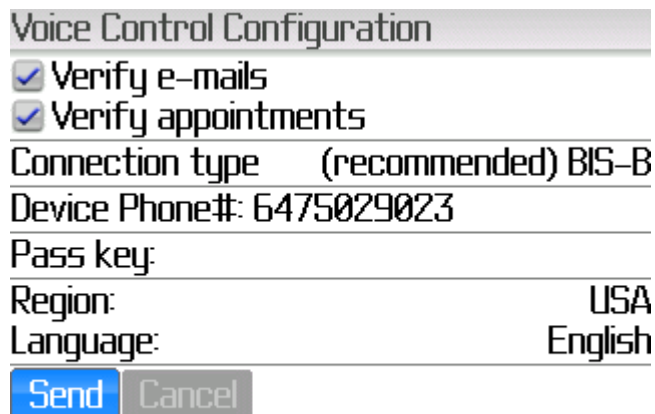 Voice Control Configuration
Verify e-mails
Verify appointments
Connection type (recommended) BIS-B
Device Phone#: 6475029023
Pass key:
Region: USA
Language: English
Send Cancel